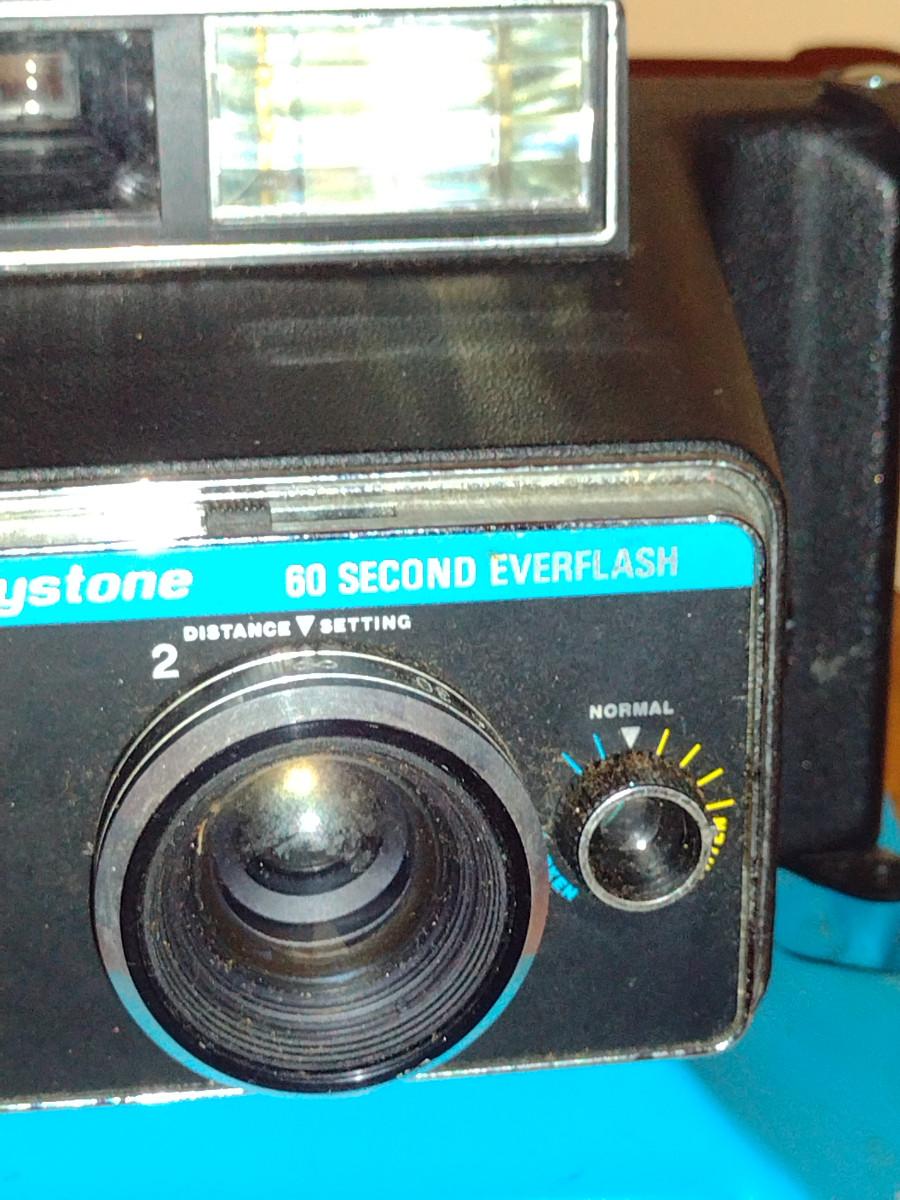 ystone 60 SECOND EVERFLASH
DISTANCE ▼ SETTING
2
∞
NORMAL